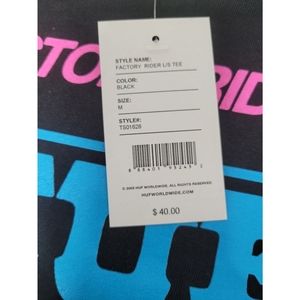 STYLE NAME:
FACTORY RIDER L/S TEE
COLOR:
BLACK
SIZE:
M
STYLE#:
TS01626
HUF WORLDWIDE, ALL RIGHTS RESERVED
HUFWORLDWIDE.COM
$ 40.00